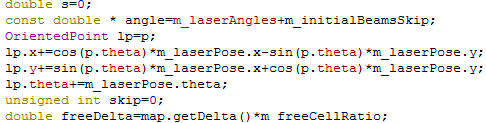 double s=0;
const double * angle=m_laserAngles+m_initialBeamsSkip;
OrientedPoint lp=p;
lp.x+=cos(p.theta)*m_laserPose.x-sin(p.theta)*m_laserPose.y;
lp.y+=sin(p.theta)*m_laserPose.x+cos(p.theta)*m_laserPose.y;
lp.theta+=m_laserPose.theta;
unsigned int skip=0;
double freeDelta=map.getDelta()*m_freeCellRatio;